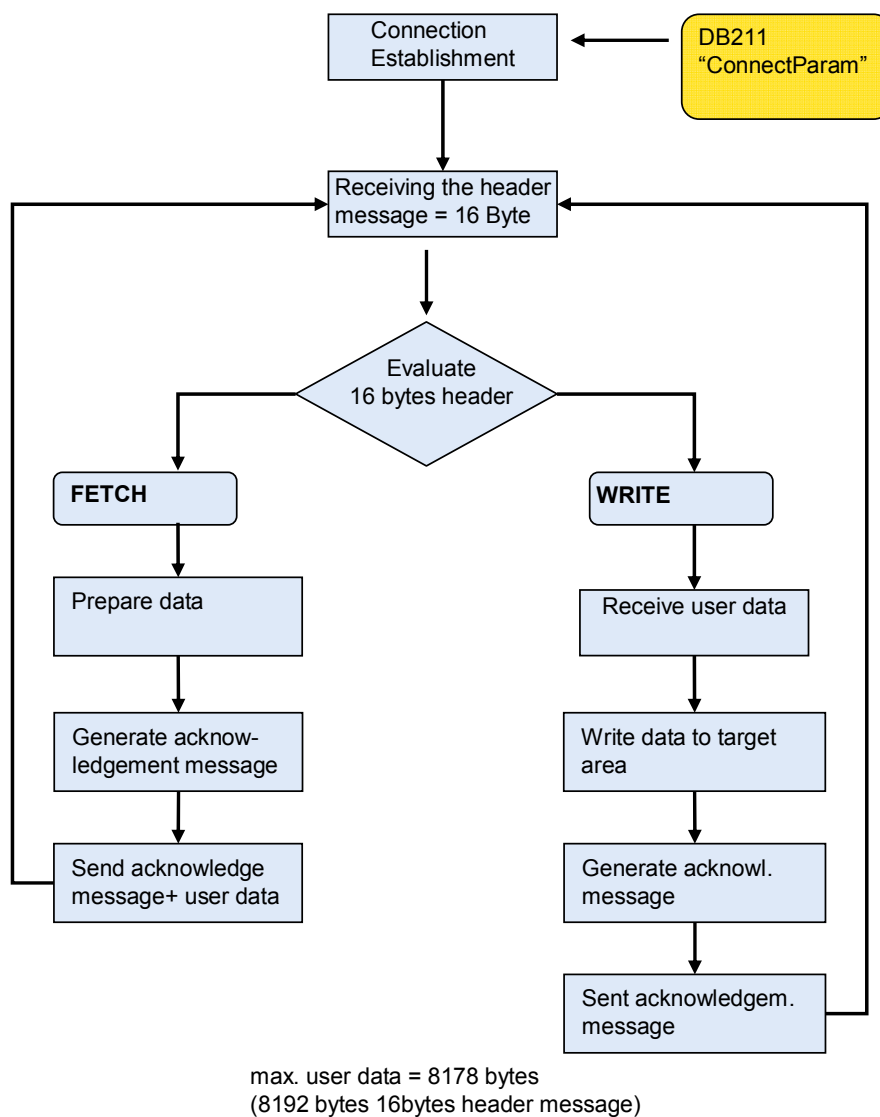 Connection
Establishment
DB211
“ConnectParam”
Receiving the header
message = 16 Byte
Evaluate
16 bytes header
FETCH
Prepare data
Generate acknow-
ledgement message
Send acknowledge
message+ user data
WRITE
Receive user data
Write data to target
area
Generate acknowl.
message
Sent acknowledgem.
message
max. user data = 8178 bytes
(8192 bytes 16bytes header message)